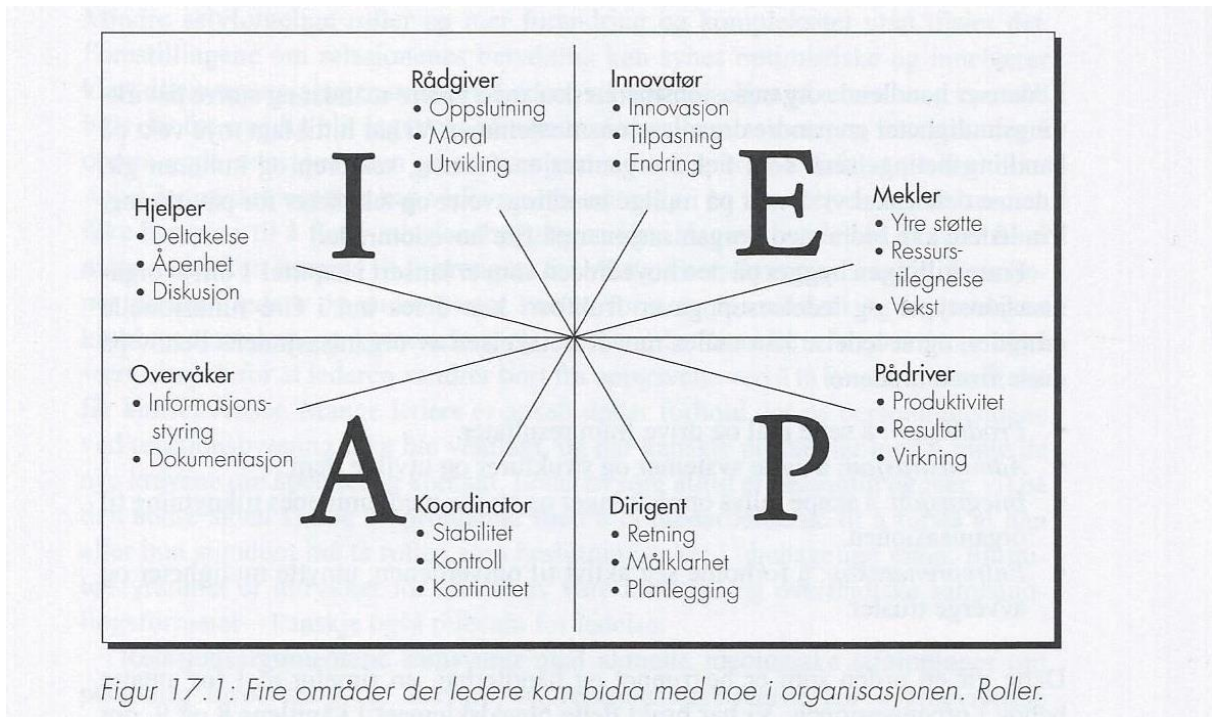 Rådgiver
• Oppslutning
• Moral
• Utvikling
Innovatør
• Innovasjon
• Tilpasning
• Endring
I
E
Hjelper
• Deltakelse
• Åpenhet
• Diskusjon
Mekler
• Ytre støtte
• Ressurs-
tilegnelse
• Vekst
Overvåker
• Informasjons-
styring
• Dokumentasjon
Pådriver
• Produktivitet
• Resultat
• Virkning
A
P
Koordinator
• Stabilitet
• Kontroll
• Kontinuitet
Dirigent
• Retning
• Målklarhet
• Planlegging
Figur 17.1: Fire områder der ledere kan bidra med noe i organisasjonen. Roller.